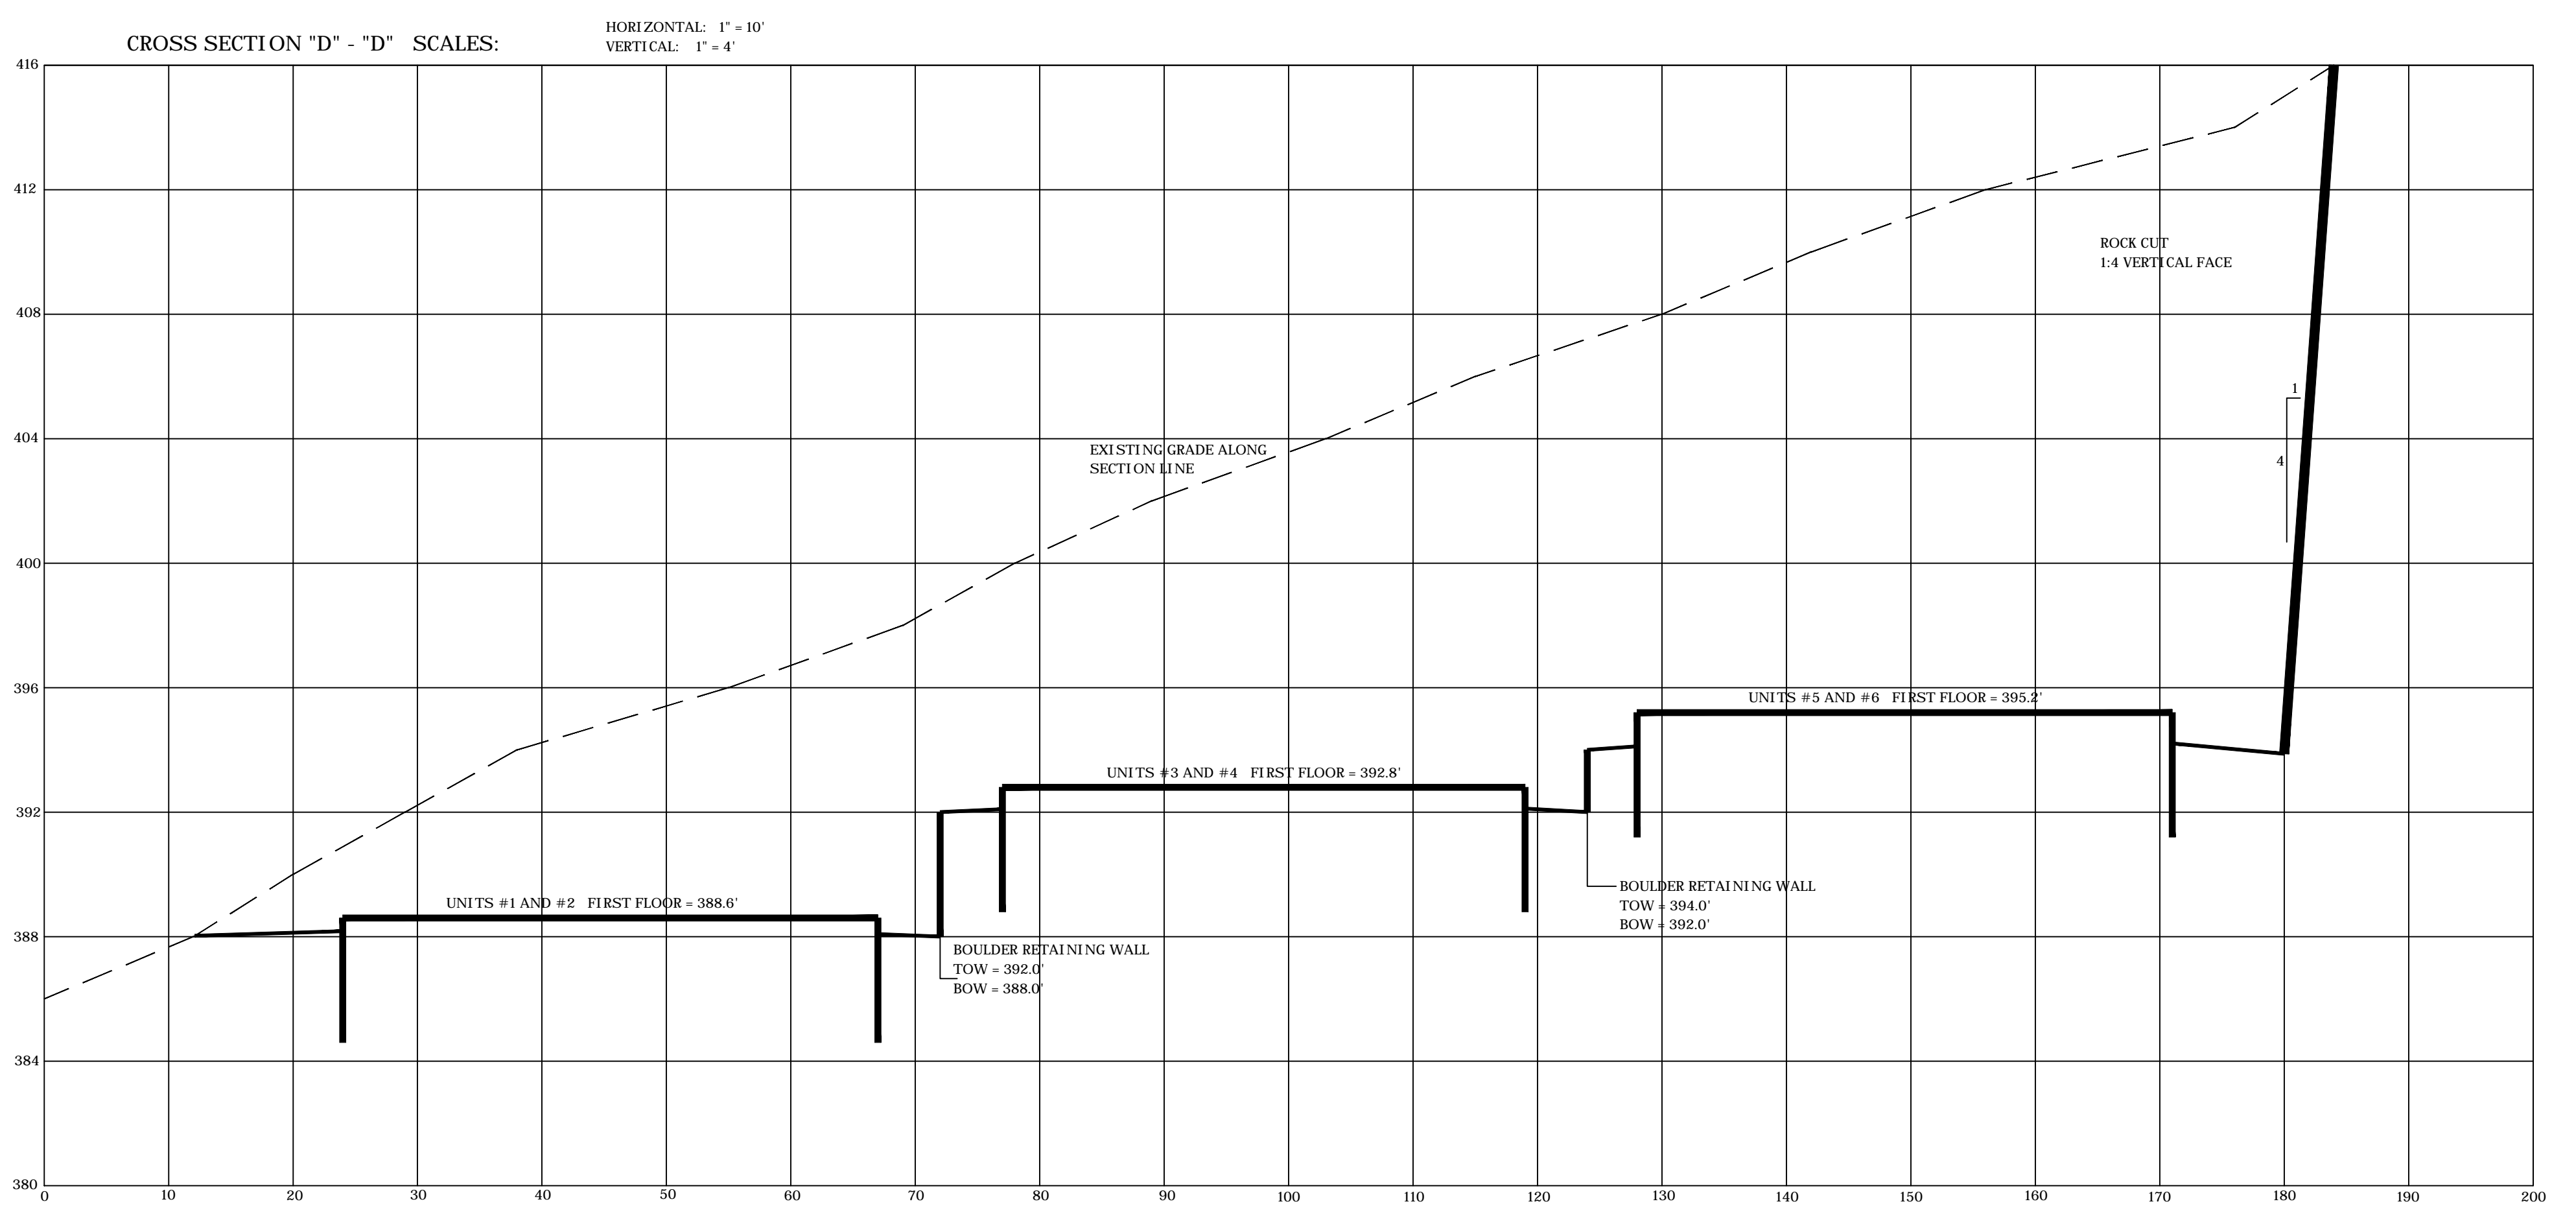 CROSS SECTION "D" - "D" SCALES:
HORIZONTAL: 1" = 10'
VERTICAL: 1" = 4'
416
412
ROCK CUT
1:4 VERTICAL FACE
408
1
404
EXISTING GRADE ALONG
SECTION LINE
4
400
396
UNITS #5 AND #6 FIRST FLOOR = 395.2'
UNITS #3 AND #4 FIRST FLOOR = 392.8'
392
BOULDER RETAINING WALL
TOW = 394.0'
BOW = 392.0'
UNITS #1 AND #2 FIRST FLOOR = 388.6'
388
BOULDER RETAINING WALL
TOW = 392.0'
BOW = 388.0'
384
380
0 10 20 30 40 50 60 70 80 90 100 110 120 130 140 150 160 170 180 190 200